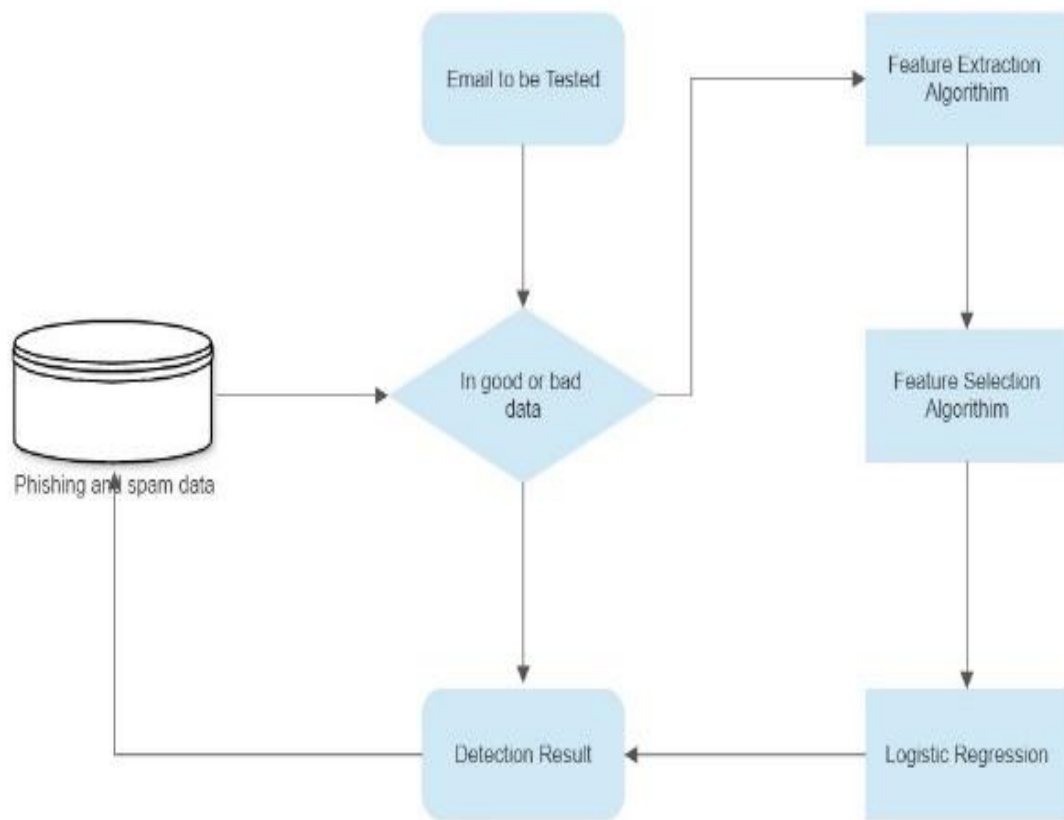 Email to be Tested
Feature Extraction
Algorithim
In good or bad
data
Feature Selection
Algorithim
Phishing and spam data
Detection Result
Logistic Regression